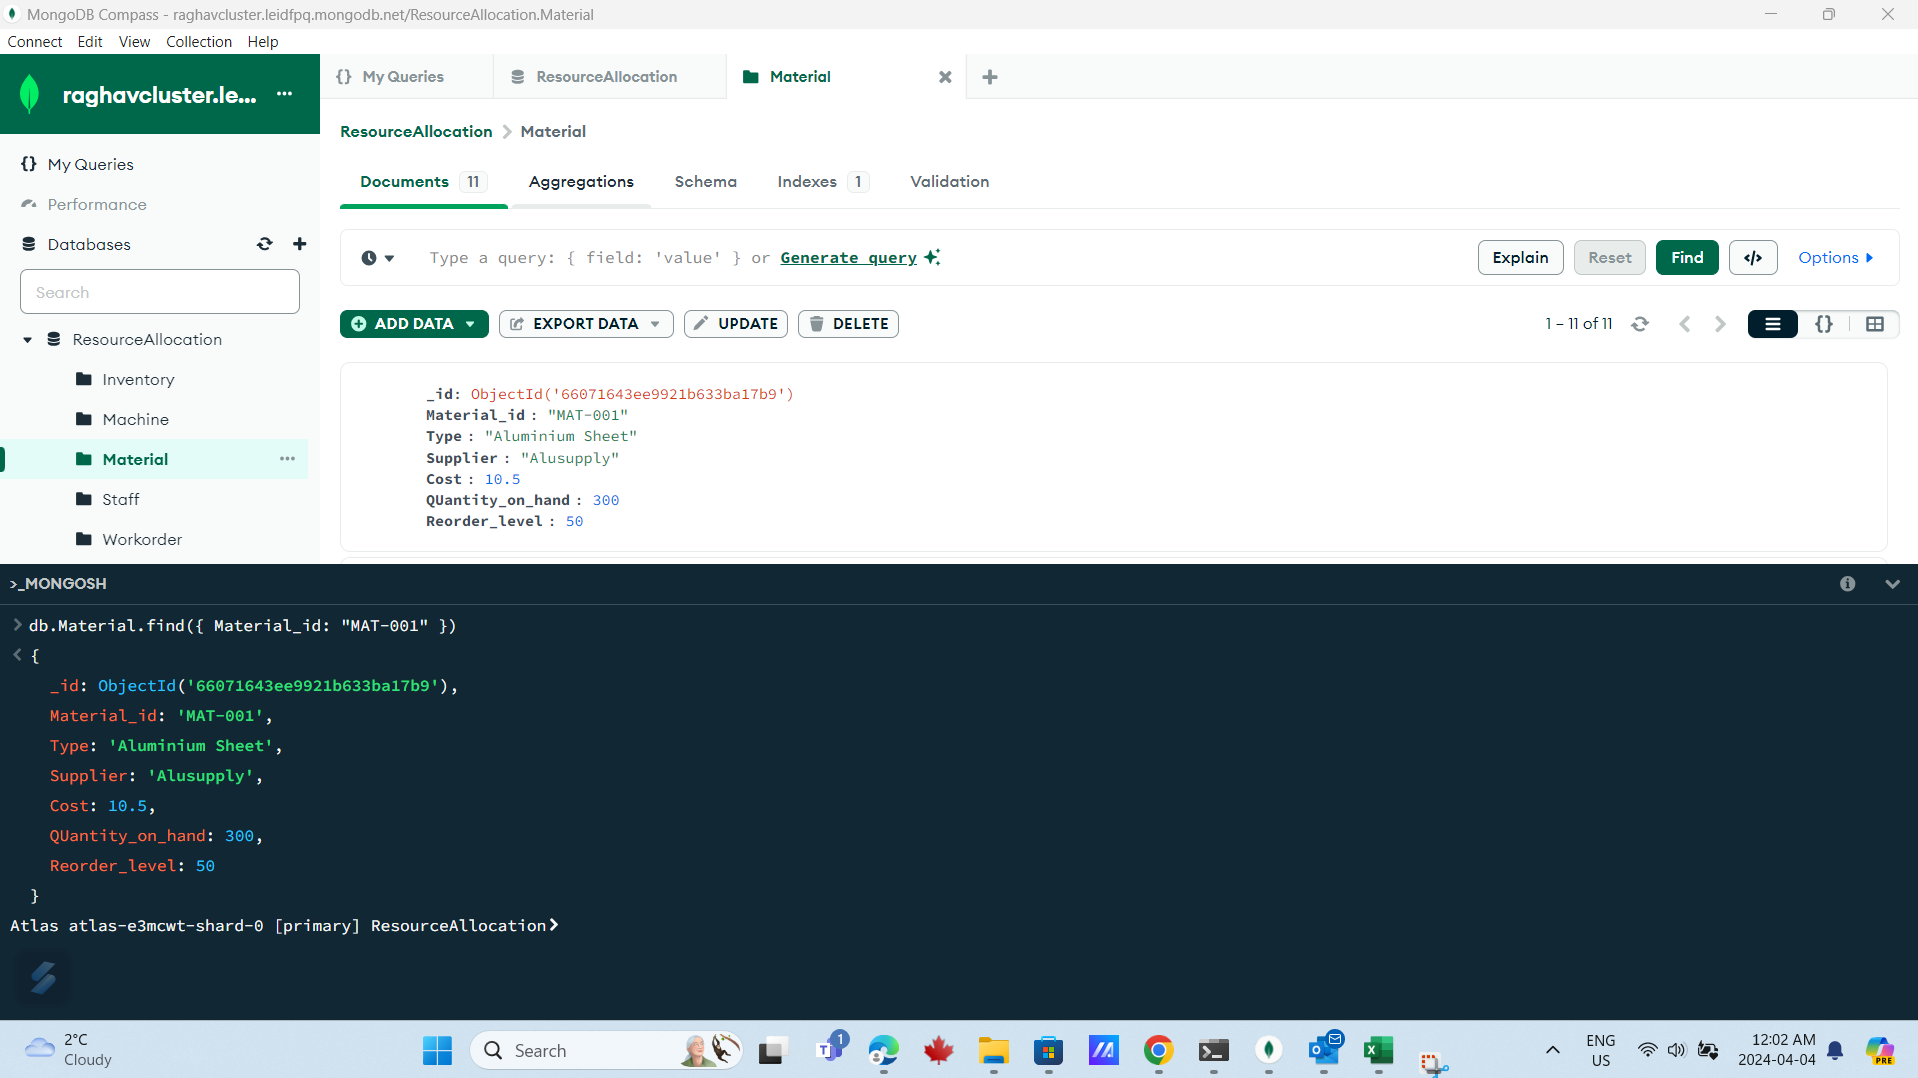 MongoDB Compass - raghavcluster.leidfpq.mongodb.net/ResourceAllocation.Material
Connect Edit View Collection Help
raghavcluster.le... ...
My Queries
Performance
Databases
Search
ResourceAllocation
Inventory
Machine
Material ...
Staff
Workorder
{} My Queries
ResourceAllocation
Material
ResourceAllocation > Material
Documents 11 Aggregations Schema Indexes 1 Validation
Type a query: { field: 'value' } or Generate query
Explain Reset Find </> Options
ADD DATA EXPORT DATA UPDATE DELETE
1 – 11 of 11
{}
_id: ObjectId('66071643ee9921b633ba17b9')
Material_id : "MAT-001"
Type : "Aluminium Sheet"
Supplier : "Alusupply"
Cost : 10.5
QUantity_on_hand : 300
Reorder_level : 50
>_MONGOSH
> db.Material.find({ Material_id: "MAT-001" })
< {
_id: ObjectId('66071643ee9921b633ba17b9'),
Material_id: 'MAT-001',
Type: 'Aluminium Sheet',
Supplier: 'Alusupply',
Cost: 10.5,
QUantity_on_hand: 300,
Reorder_level: 50
}
Atlas atlas-e3mcwt-shard-0 [primary] ResourceAllocation>
2°C
Cloudy
Search
1
ENG
US
12:02 AM
2024-04-04
PRE